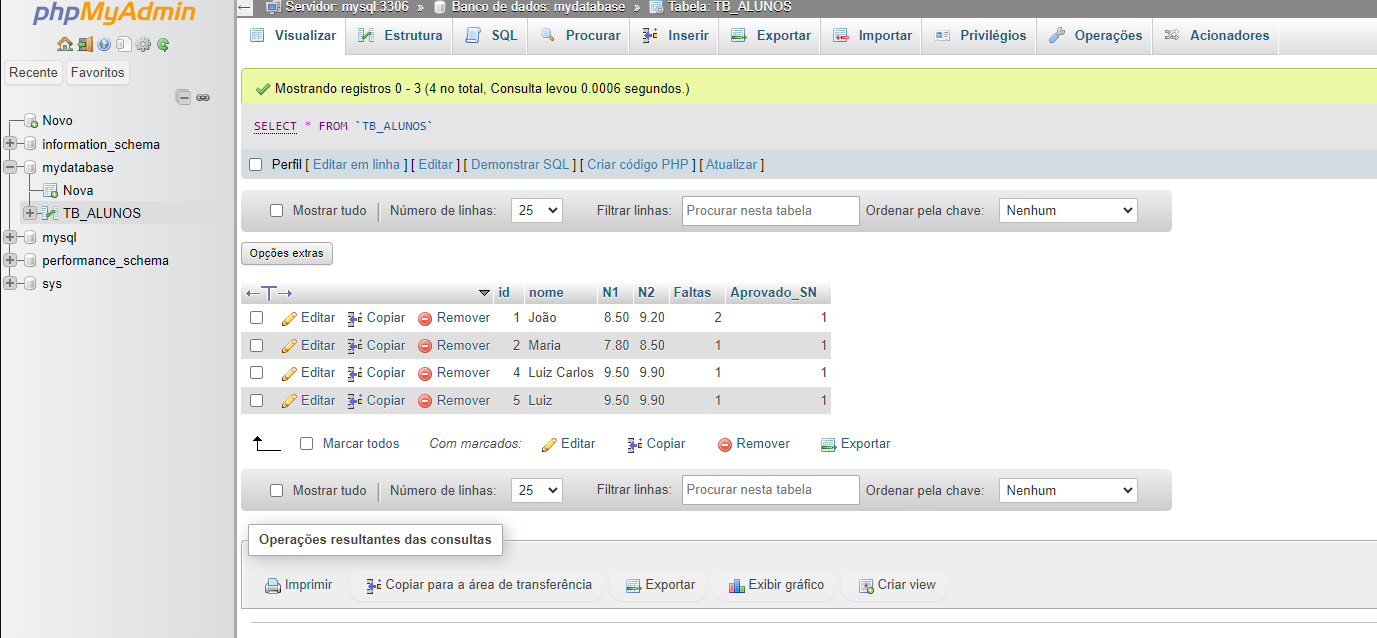 phpMyAdmin
Recente Favoritos
Novo
information_schema
mydatabase
Nova
TB_ALUNOS
mysql
performance_schema
sys
Servidor: mysql:3306 » Banco de dados: mydatabase » Tabela: TB_ALUNOS
Visualizar Estrutura SQL Procurar Inserir Exportar Importar Privilégios Operações Acionadores
Mostrando registros 0 - 3 (4 no total, Consulta levou 0.0006 segundos.)
SELECT * FROM `TB_ALUNOS`
Perfil [ Editar em linha ] [ Editar ] [ Demonstrar SQL ] [ Criar código PHP ] [ Atualizar ]
Mostrar tudo | Número de linhas: 25 Filtrar linhas: Procurar nesta tabela Ordenar pela chave: Nenhum
Opções extras
←T→ id nome N1 N2 Faltas Aprovado_SN
Editar Copiar Remover 1 João 8.50 9.20 2 1
Editar Copiar Remover 2 Maria 7.80 8.50 1 1
Editar Copiar Remover 4 Luiz Carlos 9.50 9.90 1 1
Editar Copiar Remover 5 Luiz 9.50 9.90 1 1
Marcar todos Com marcados: Editar Copiar Remover Exportar
Mostrar tudo | Número de linhas: 25 Filtrar linhas: Procurar nesta tabela Ordenar pela chave: Nenhum
Operações resultantes das consultas
Imprimir Copiar para a área de transferência Exportar Exibir gráfico Criar view